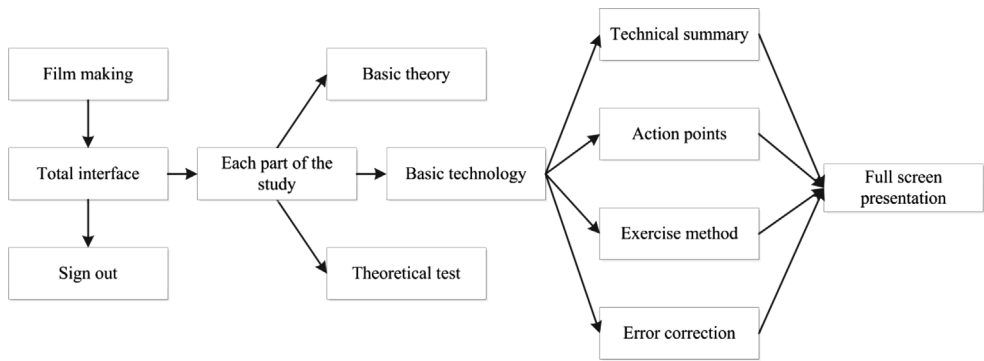 Film making
Total interface
Sign out
Each part of the
study
Basic theory
Basic technology
Theoretical test
Technical summary
Action points
Exercise method
Error correction
Full screen
presentation